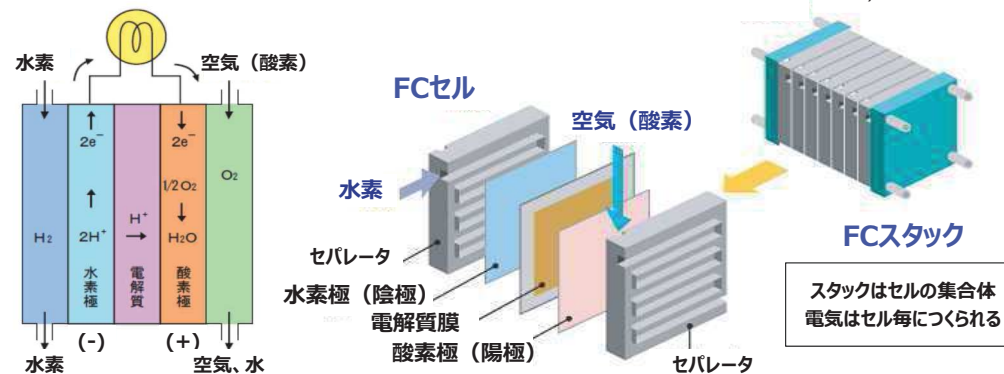 水素
空気（酸素）
2e⁻
2e⁻
O₂
1/2 O₂
H⁺
H₂
2H⁺
H₂O
水素極
電解質
酸素極
(-)
(+)
水素
空気、水
FCセル
空気（酸素）
水素
セパレータ
水素極（陰極）
電解質膜
酸素極（陽極）
セパレータ
FCスタック
スタックはセルの集合体
電気はセル毎につくられる